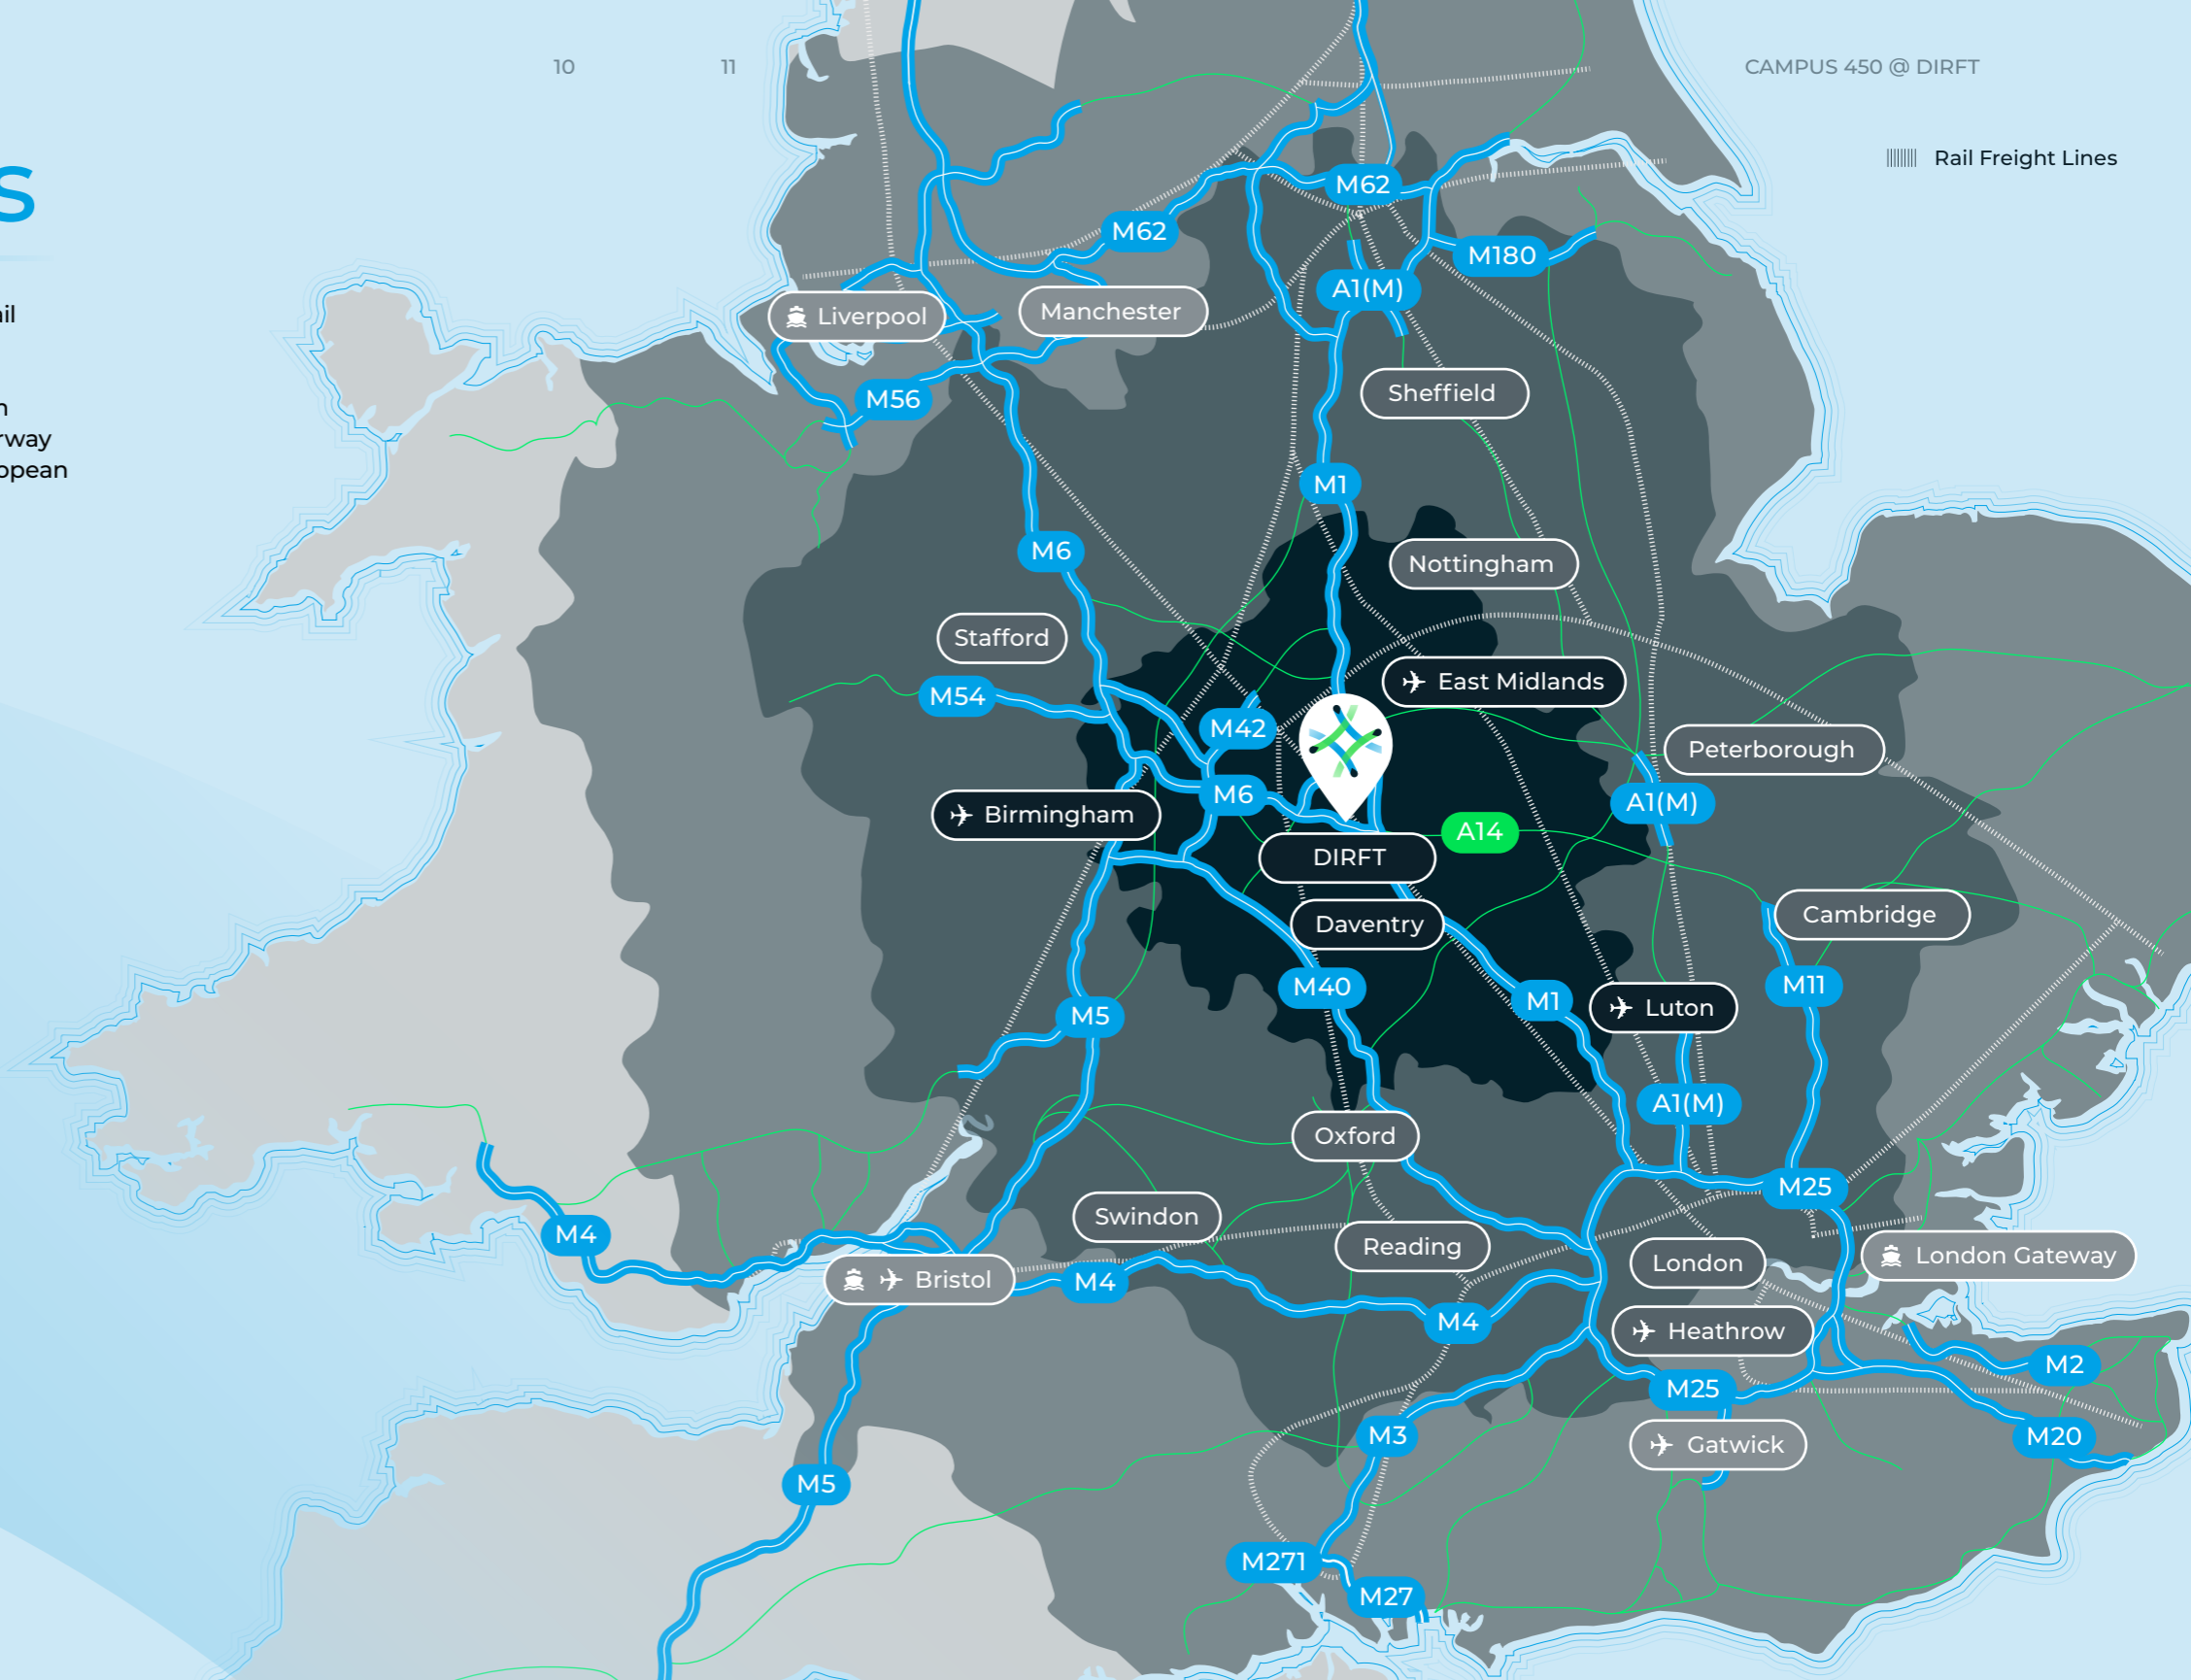 10
11
CAMPUS 450 @ DIRFT
Rail Freight Lines
S
il
rway
opean
M62
M62
M180
A1(M)
Liverpool
Manchester
M56
Sheffield
M1
M6
Nottingham
Stafford
East Midlands
M54
M42
Peterborough
M6
A1(M)
Birmingham
A14
DIRFT
Cambridge
Daventry
M40
M11
M1
Luton
M5
A1(M)
Oxford
M25
Swindon
M4
Reading
London
London Gateway
Bristol
M4
M4
Heathrow
M2
M25
M3
Gatwick
M20
M5
M271
M27